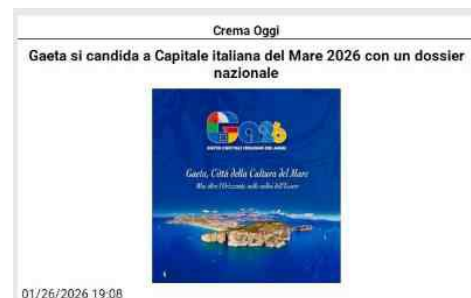 Crema Oggi
Gaeta si candida a Capitale italiana del Mare 2026 con un dossier
nazionale
Ga26
Gaeta, Città della Cultura del Mare
01/26/2026 19:08